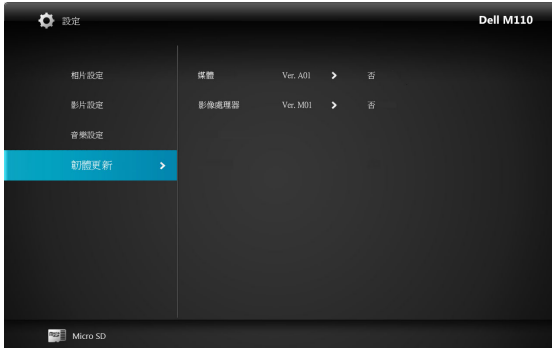 設定
Dell M110
相片設定
媒體 Ver. A01 > 否
影片設定
影像處理器 Ver. M01 > 否
音樂設定
韌體更新 >
Micro SD